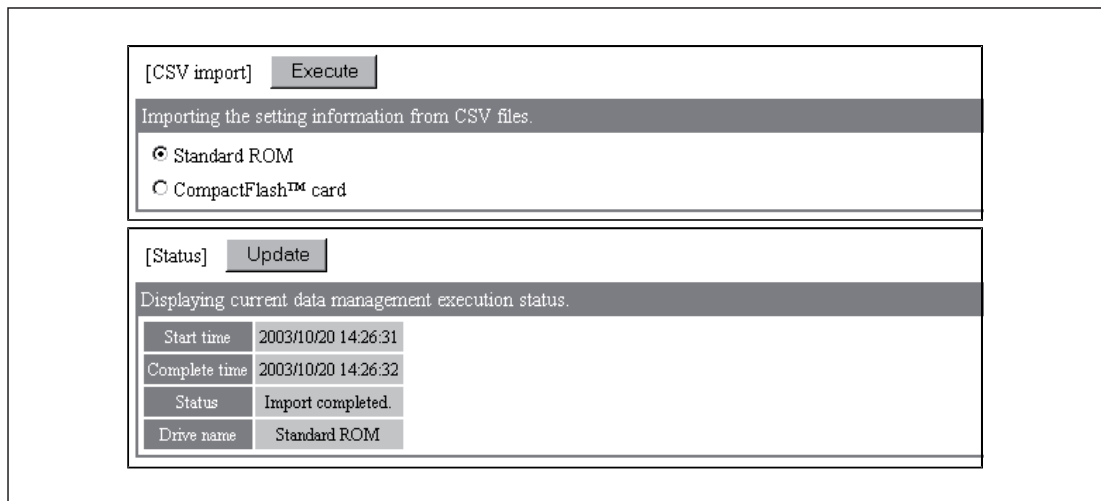 [CSV import] Execute
Importing the setting information from CSV files.
Standard ROM
CompactFlash™ card
[Status] Update
Displaying current data management execution status.
Start time 2003/10/20 14:26:31
Complete time 2003/10/20 14:26:32
Status Import completed.
Drive name Standard ROM